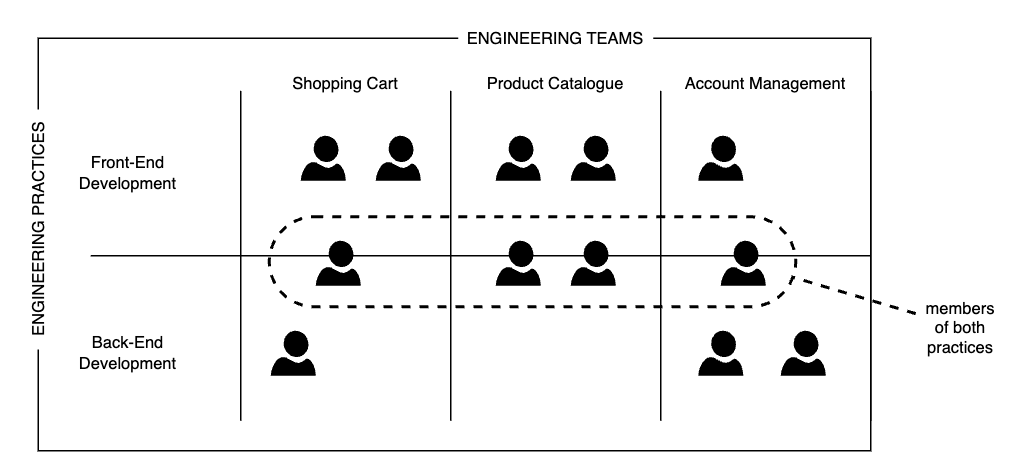 ENGINEERING TEAMS
Shopping Cart
Product Catalogue
Account Management
ENGINEERING PRACTICES
Front-End
Development
Back-End
Development
members
of both
practices